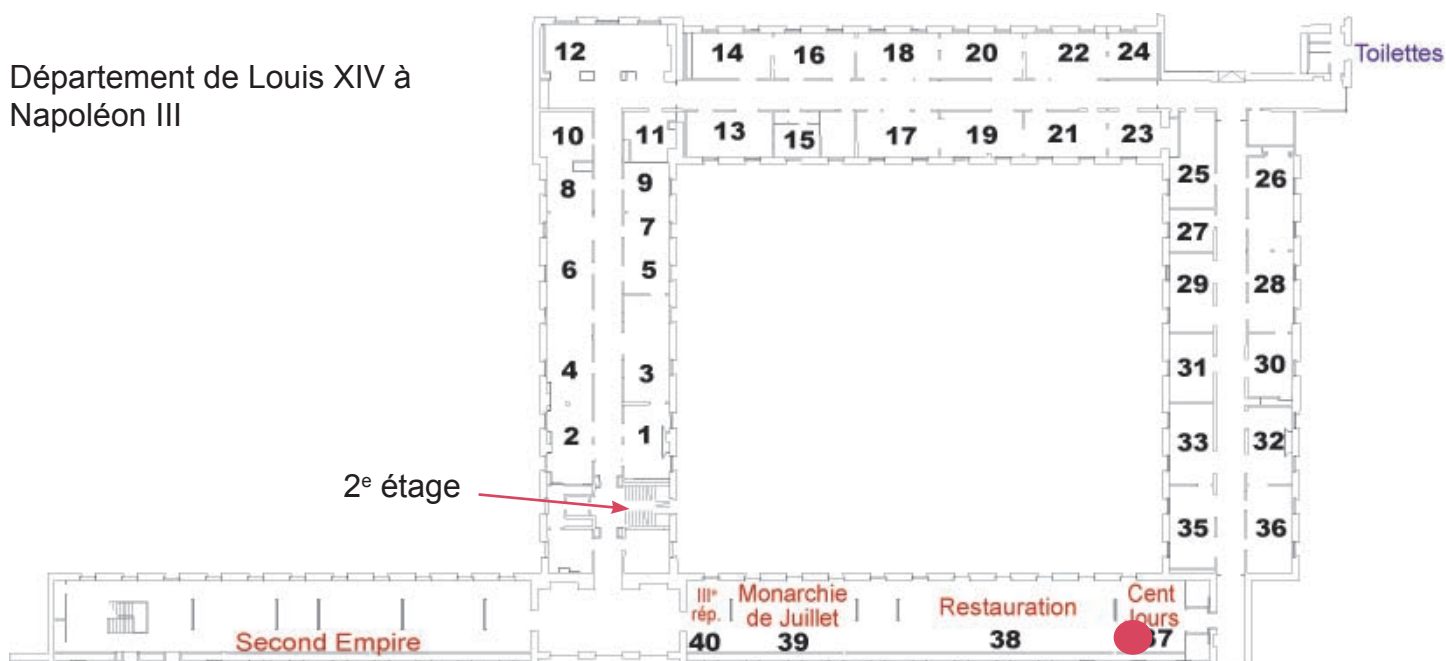 Département de Louis XIV à
Napoléon III
12
14 16 18 20 22 24
Toilettes
10 11 13 15 17 19 21 23
8 9
25 26
7
27
6 5
29 28
4 3
31 30
2 1
33 32
2e étage
35 36
Second Empire
IIIe
rép.
40
Monarchie
de Juillet
39
Restauration
38
Cent
Jours
37